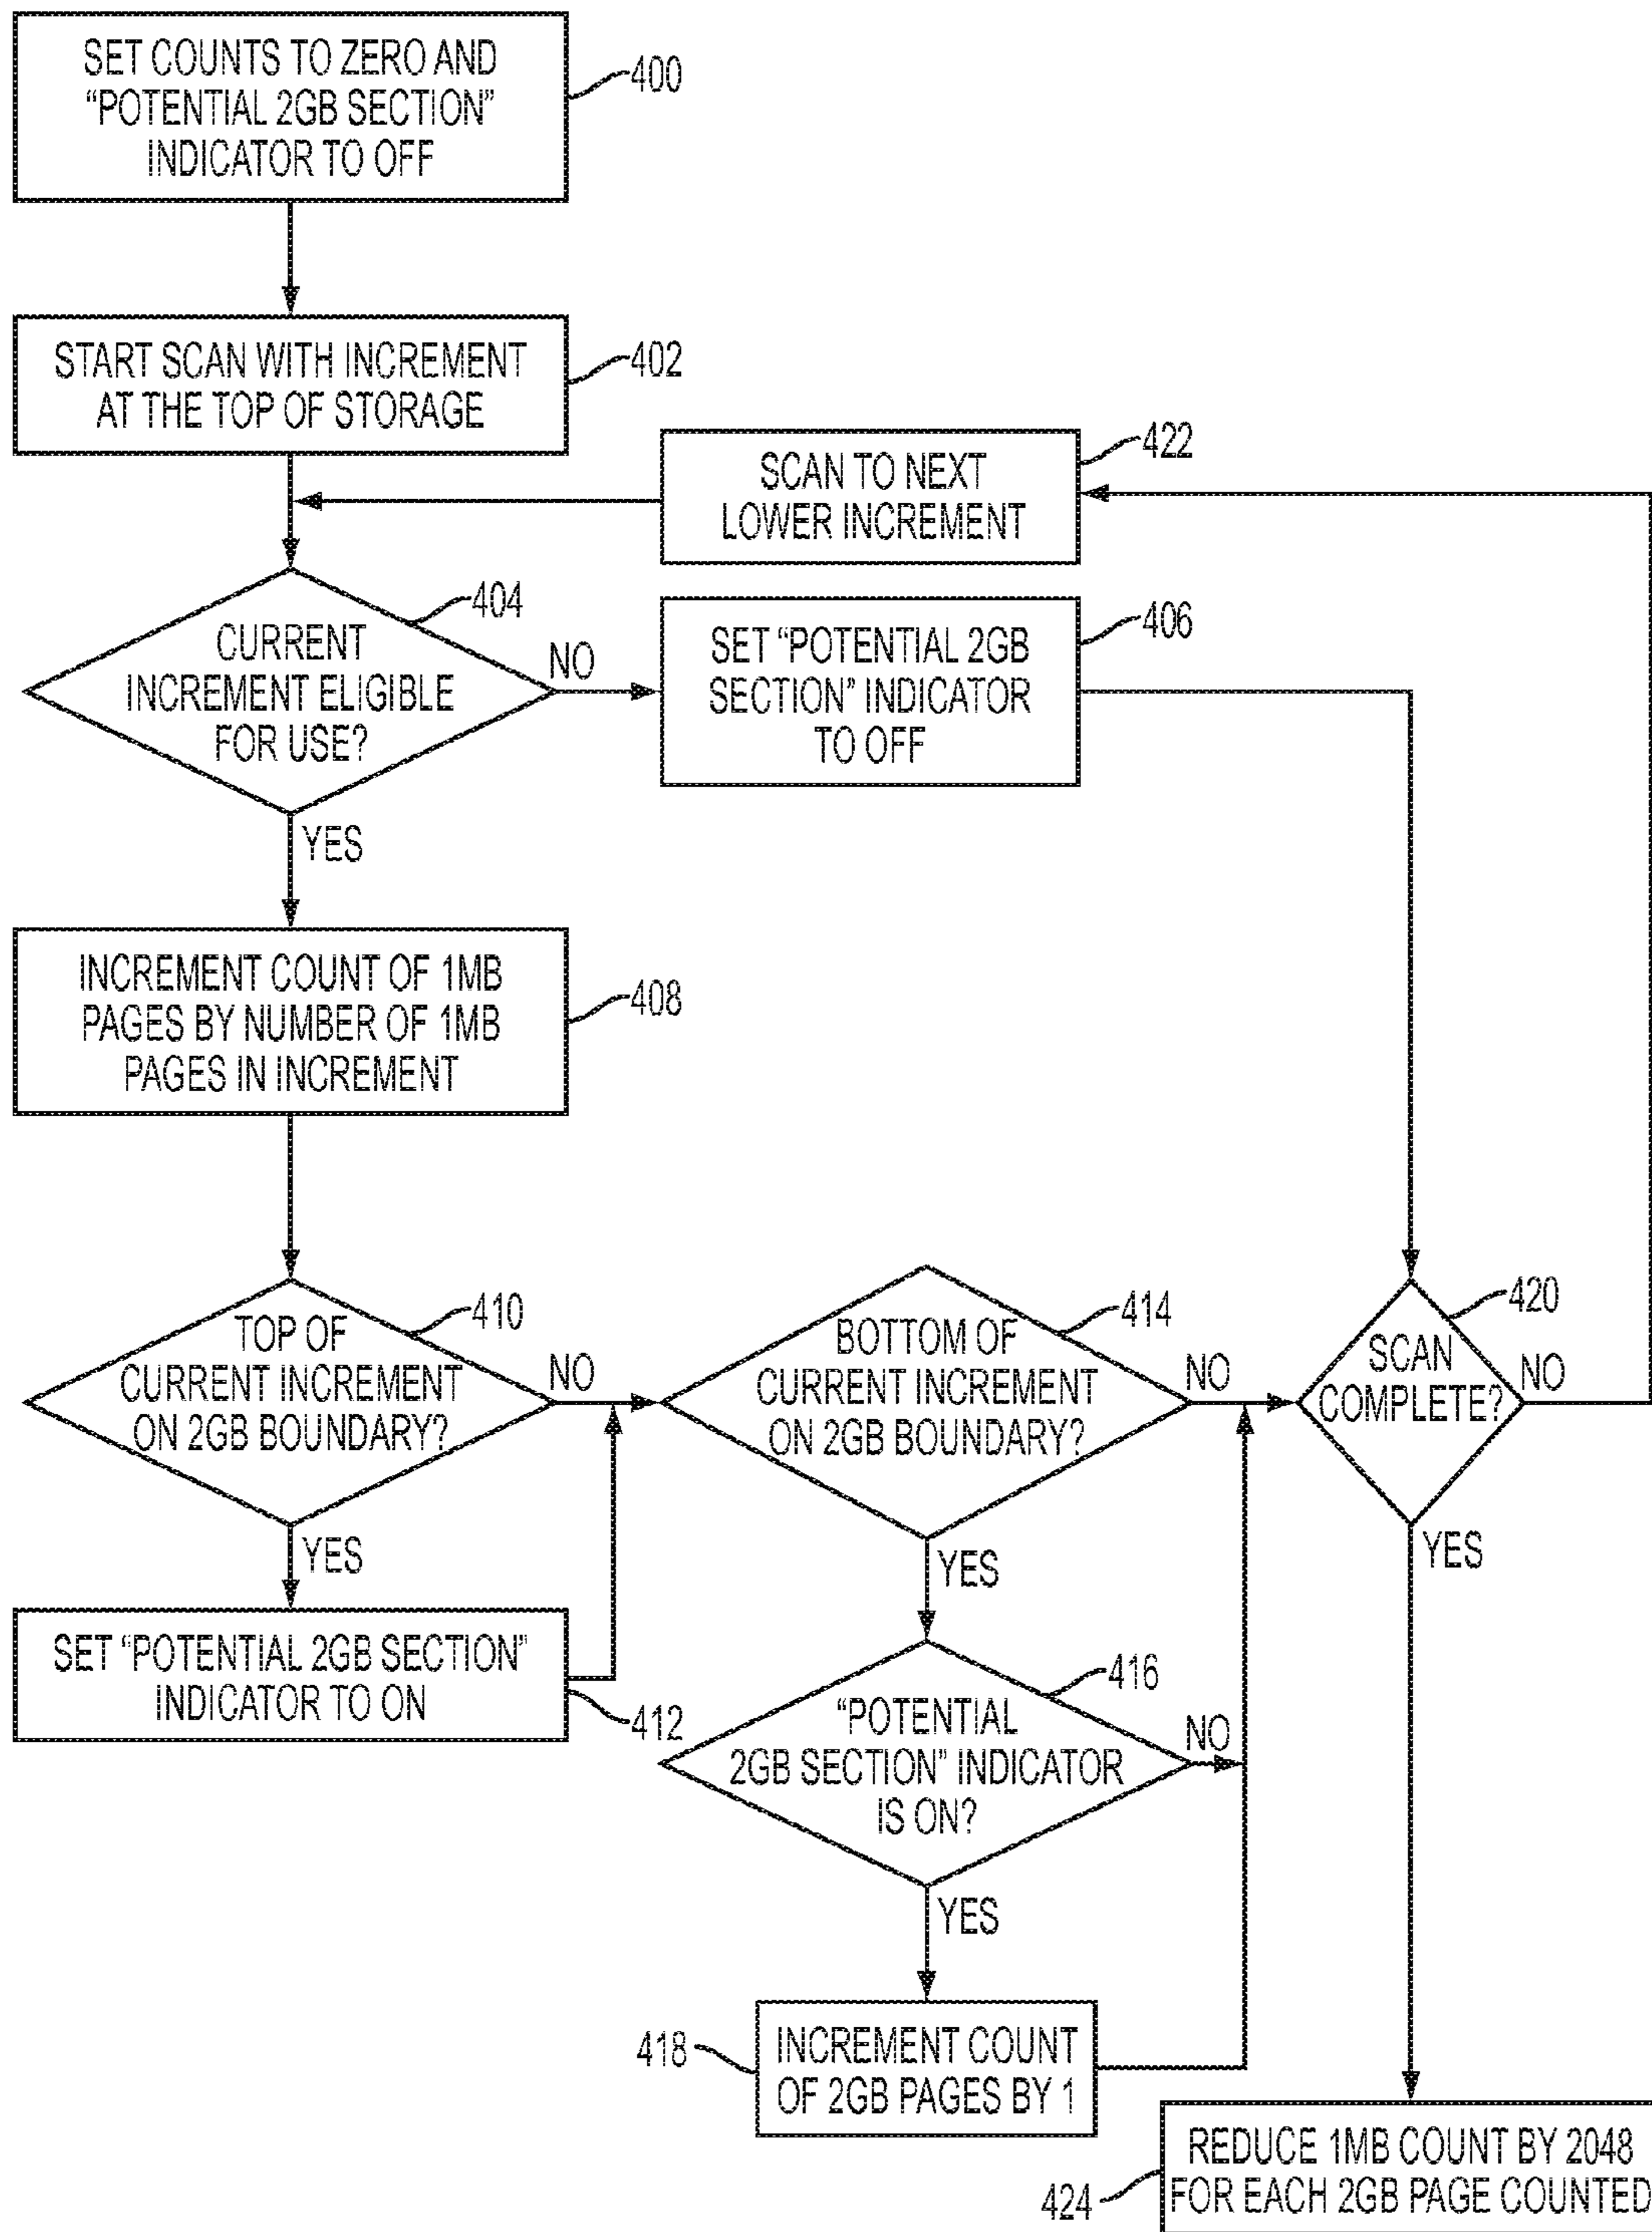 SET COUNTS TO ZERO AND
“POTENTIAL 2GB SECTION”
INDICATOR TO OFF
400
START SCAN WITH INCREMENT
AT THE TOP OF STORAGE
402
SCAN TO NEXT
LOWER INCREMENT
422
CURRENT
INCREMENT ELIGIBLE
FOR USE?
404
NO
YES
SET “POTENTIAL 2GB
SECTION” INDICATOR
TO OFF
406
INCREMENT COUNT OF 1MB
PAGES BY NUMBER OF 1MB
PAGES IN INCREMENT
408
TOP OF
CURRENT INCREMENT
ON 2GB BOUNDARY?
410
NO
YES
SET “POTENTIAL 2GB SECTION”
INDICATOR TO ON
412
BOTTOM OF
CURRENT INCREMENT
ON 2GB BOUNDARY?
414
NO
YES
“POTENTIAL
2GB SECTION” INDICATOR
IS ON?
416
NO
YES
418
INCREMENT COUNT
OF 2GB PAGES BY 1
SCAN
COMPLETE?
420
NO
YES
REDUCE 1MB COUNT BY 2048
FOR EACH 2GB PAGE COUNTED
424